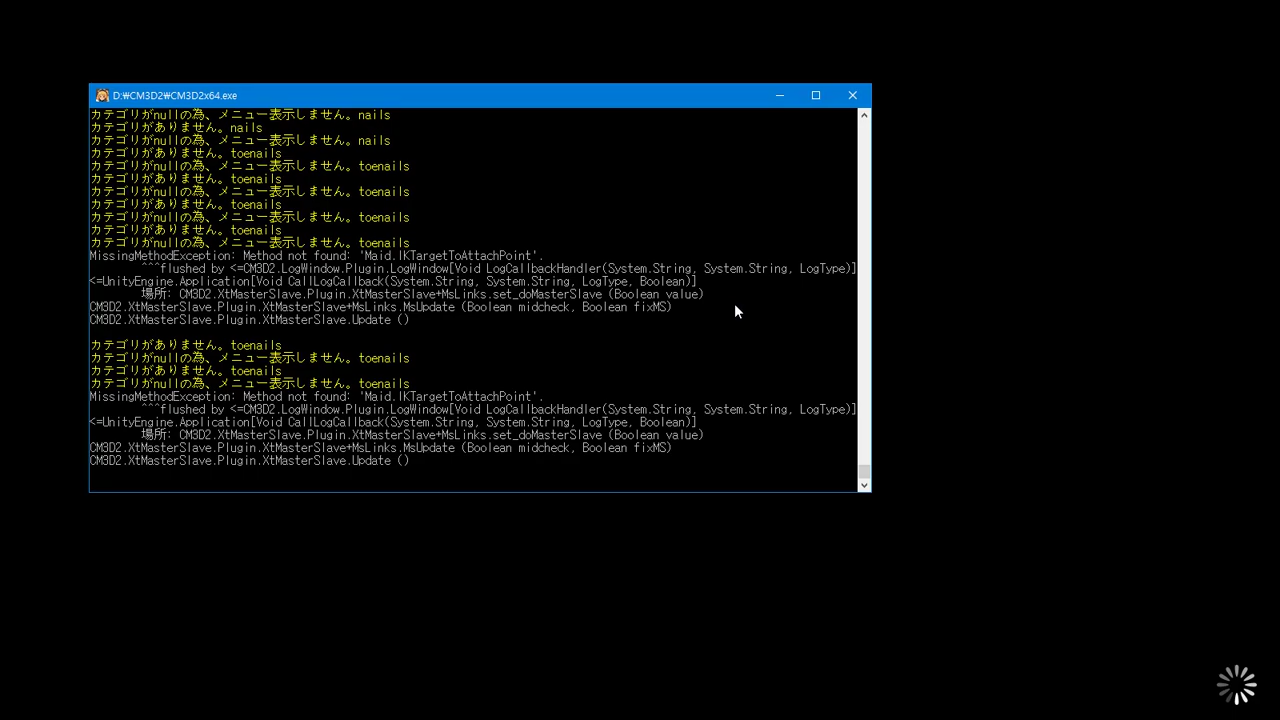 D:₩CM3D2₩CM3D2x64.exe
カテゴリがnullの為、メニュー表示しません。nails
カテゴリがありません。nails
カテゴリがnullの為、メニュー表示しません。nails
カテゴリがありません。toenails
カテゴリがnullの為、メニュー表示しません。toenails
カテゴリがありません。toenails
カテゴリがnullの為、メニュー表示しません。toenails
カテゴリがありません。toenails
カテゴリがnullの為、メニュー表示しません。toenails
カテゴリがありません。toenails
カテゴリがnullの為、メニュー表示しません。toenails
MissingMethodException: Method not found: 'Maid.IKTargetToAttachPoint'.
^^^flushed by <=CM3D2.LogWindow.Plugin.LogWindow[Void LogCallbackHandler(System.String, System.String, LogType)]
<=UnityEngine.Application[Void CallLogCallback(System.String, System.String, LogType, Boolean)]
場所: CM3D2.XtMasterSlave.Plugin.XtMasterSlave+MsLinks.set_doMasterSlave (Boolean value)
CM3D2.XtMasterSlave.Plugin.XtMasterSlave+MsLinks.MsUpdate (Boolean midcheck, Boolean fixMS)
CM3D2.XtMasterSlave.Plugin.XtMasterSlave.Update ()
カテゴリがありません。toenails
カテゴリがnullの為、メニュー表示しません。toenails
カテゴリがありません。toenails
カテゴリがnullの為、メニュー表示しません。toenails
MissingMethodException: Method not found: 'Maid.IKTargetToAttachPoint'.
^^^flushed by <=CM3D2.LogWindow.Plugin.LogWindow[Void LogCallbackHandler(System.String, System.String, LogType)]
<=UnityEngine.Application[Void CallLogCallback(System.String, System.String, LogType, Boolean)]
場所: CM3D2.XtMasterSlave.Plugin.XtMasterSlave+MsLinks.set_doMasterSlave (Boolean value)
CM3D2.XtMasterSlave.Plugin.XtMasterSlave+MsLinks.MsUpdate (Boolean midcheck, Boolean fixMS)
CM3D2.XtMasterSlave.Plugin.XtMasterSlave.Update ()